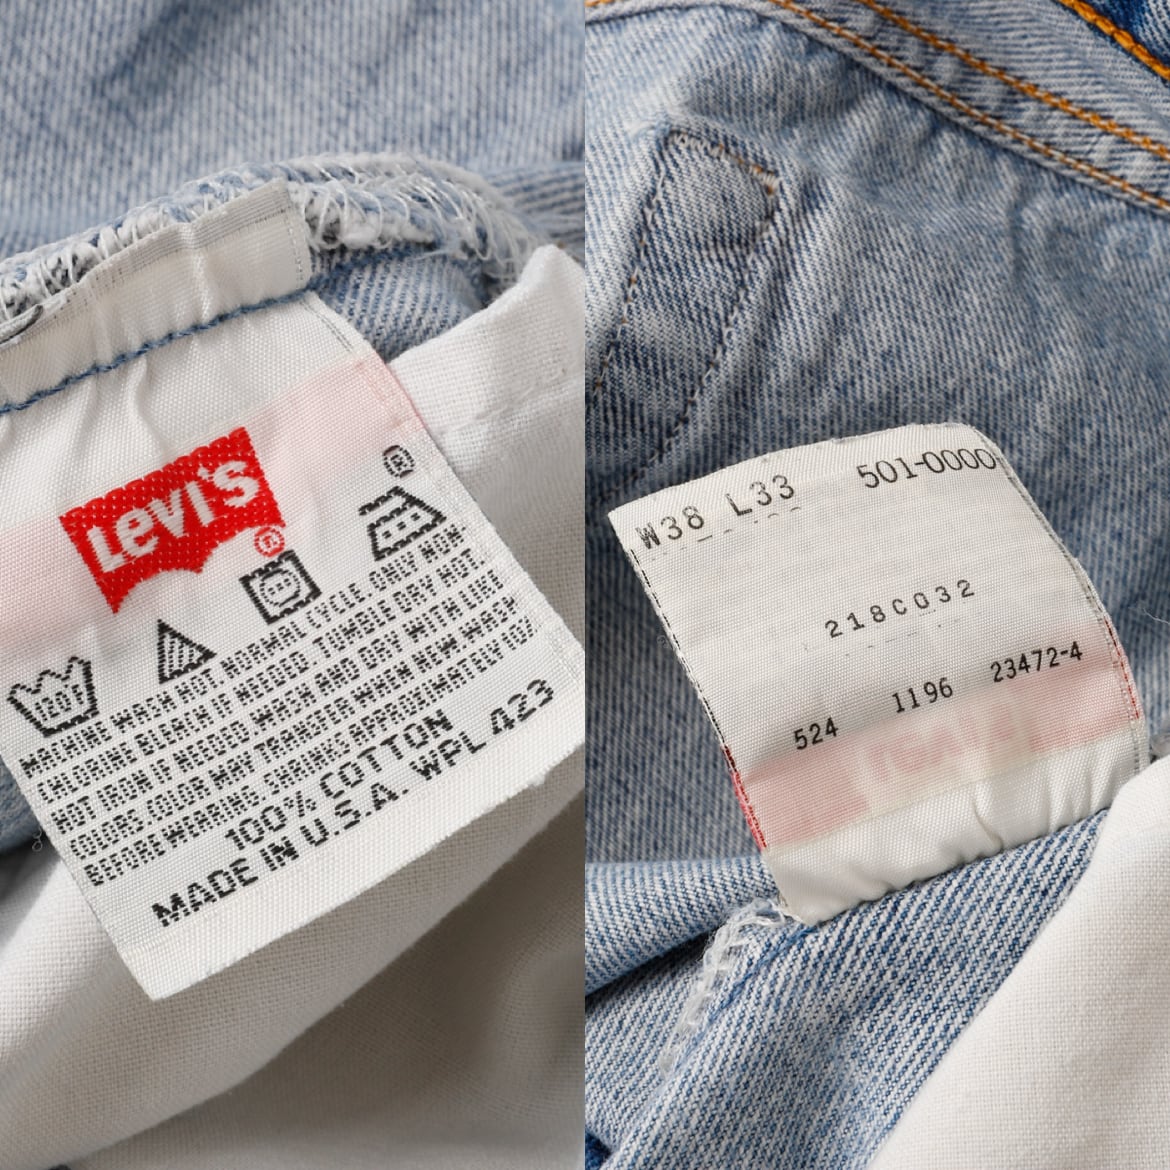 Levi's
®
®
120°F
MACHINE WASH HOT. NORMAL CYCLE. ONLY NON-
CHLORINE BLEACH IF NEEDED. TUMBLE DRY HOT.
HOT IRON IF NEEDED. WASH AND DRY WITH LIKE
COLORS. COLOR MAY TRANSFER WHEN NEW. WASH
BEFORE WEARING. SHRINKS APPROXIMATELY 10%
100% COTTON
MADE IN U.S.A. WPL 423
W38 L33 501-0000
218C032
524 1196 23472-4